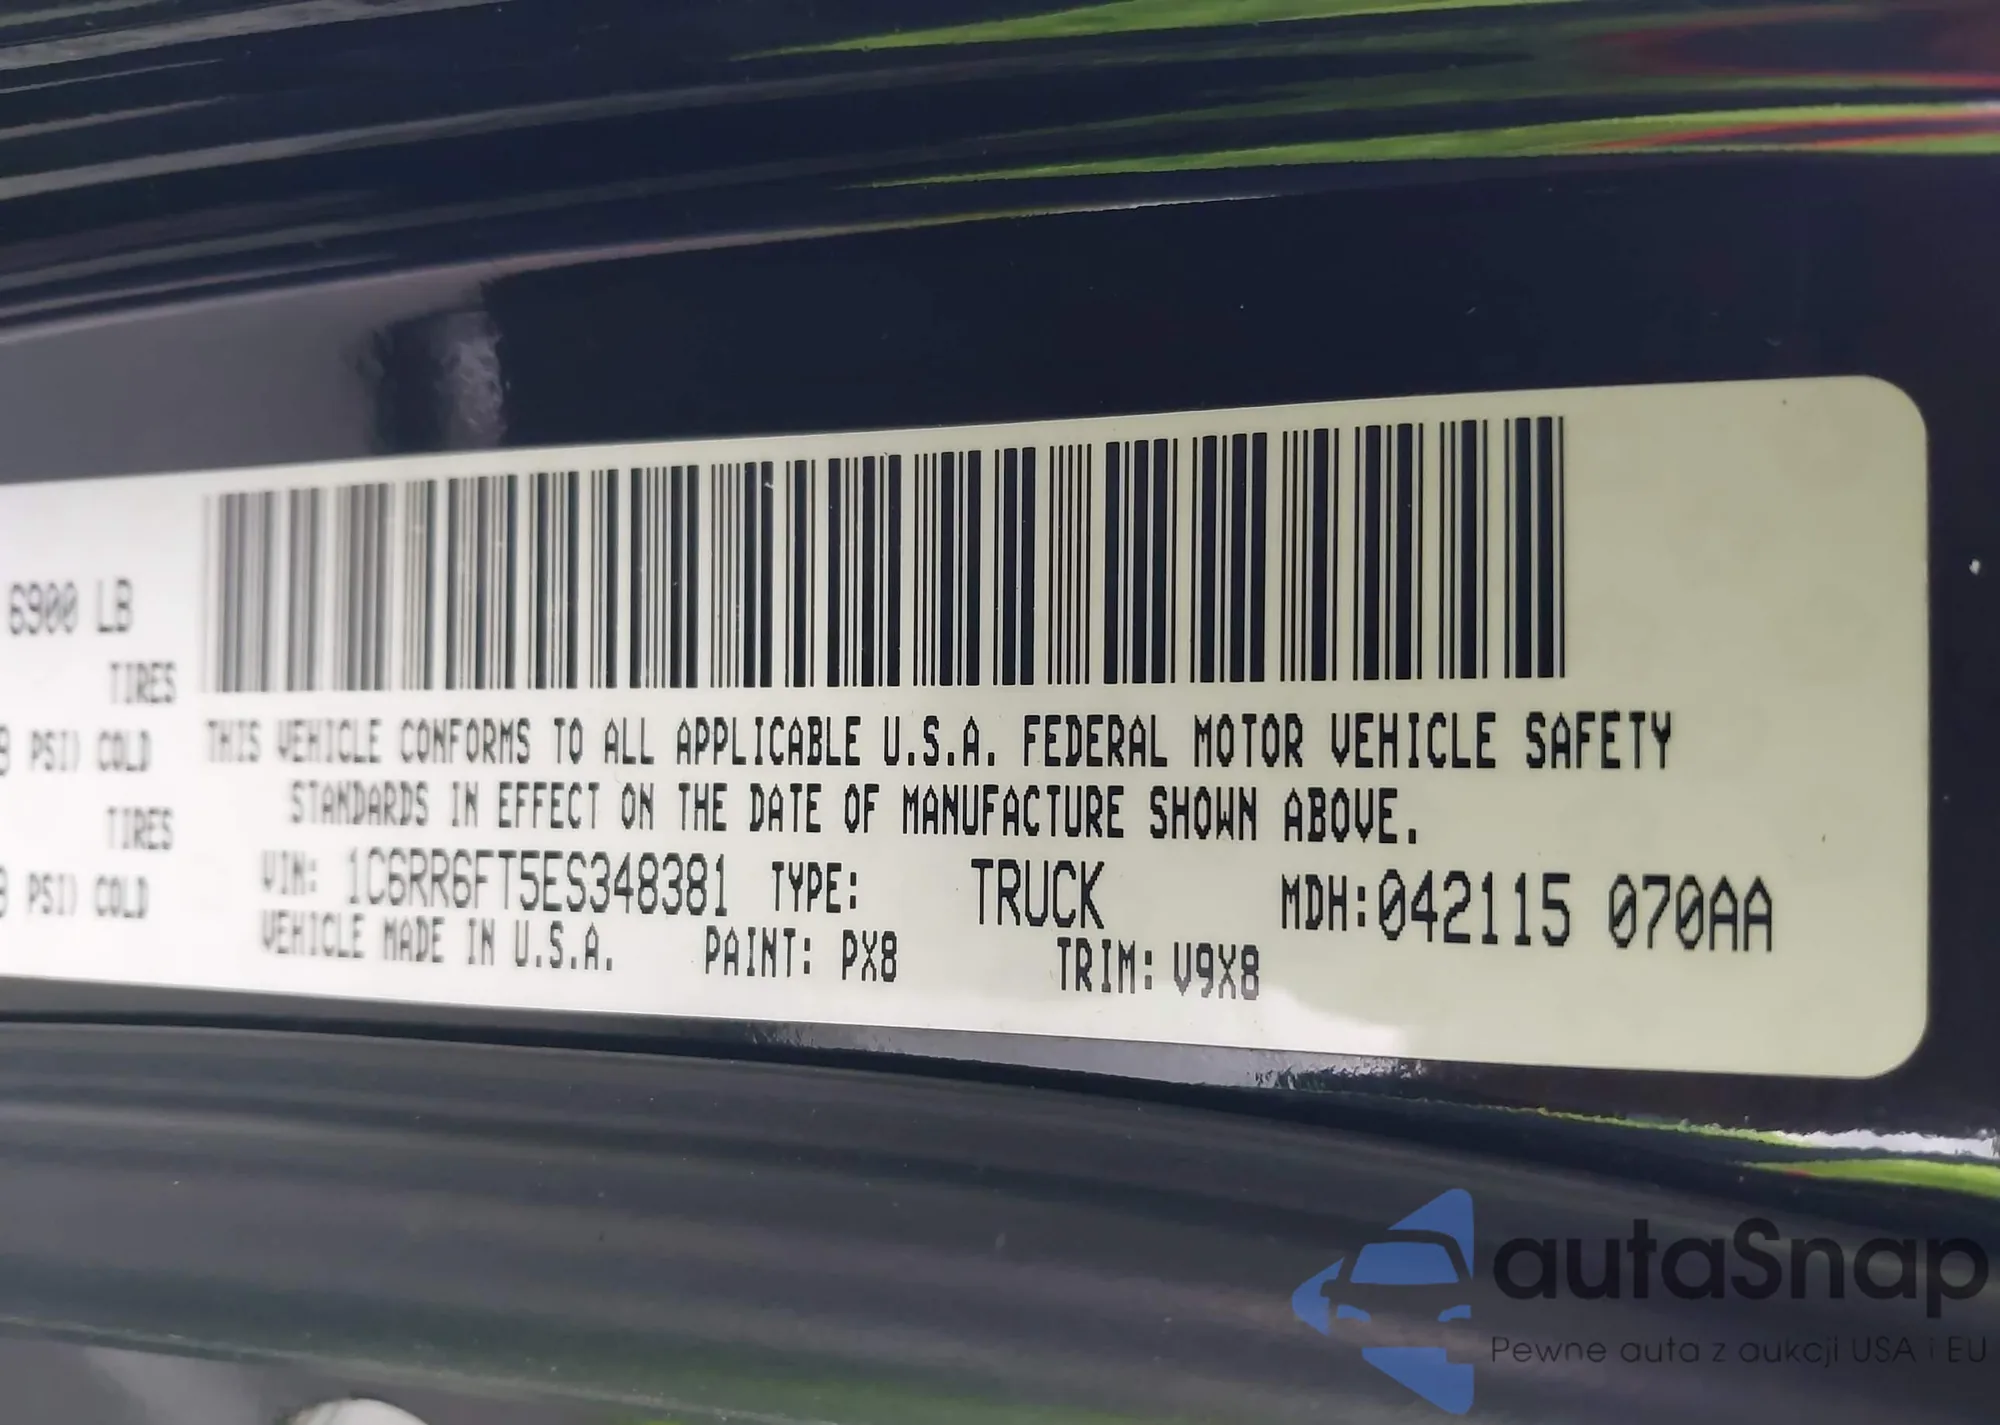 6900 LB
TIRES
PSI) COLD
TIRES
PSI) COLD
THIS VEHICLE CONFORMS TO ALL APPLICABLE U.S.A. FEDERAL MOTOR VEHICLE SAFETY
STANDARDS IN EFFECT ON THE DATE OF MANUFACTURE SHOWN ABOVE.
VIN: 1C6RR6FT5ES348381 TYPE: TRUCK MDH:042115 070AA
VEHICLE MADE IN U.S.A. PAINT: PX8 TRIM: V9X8
autaSnap
Pewne auta z aukcji USA i EU